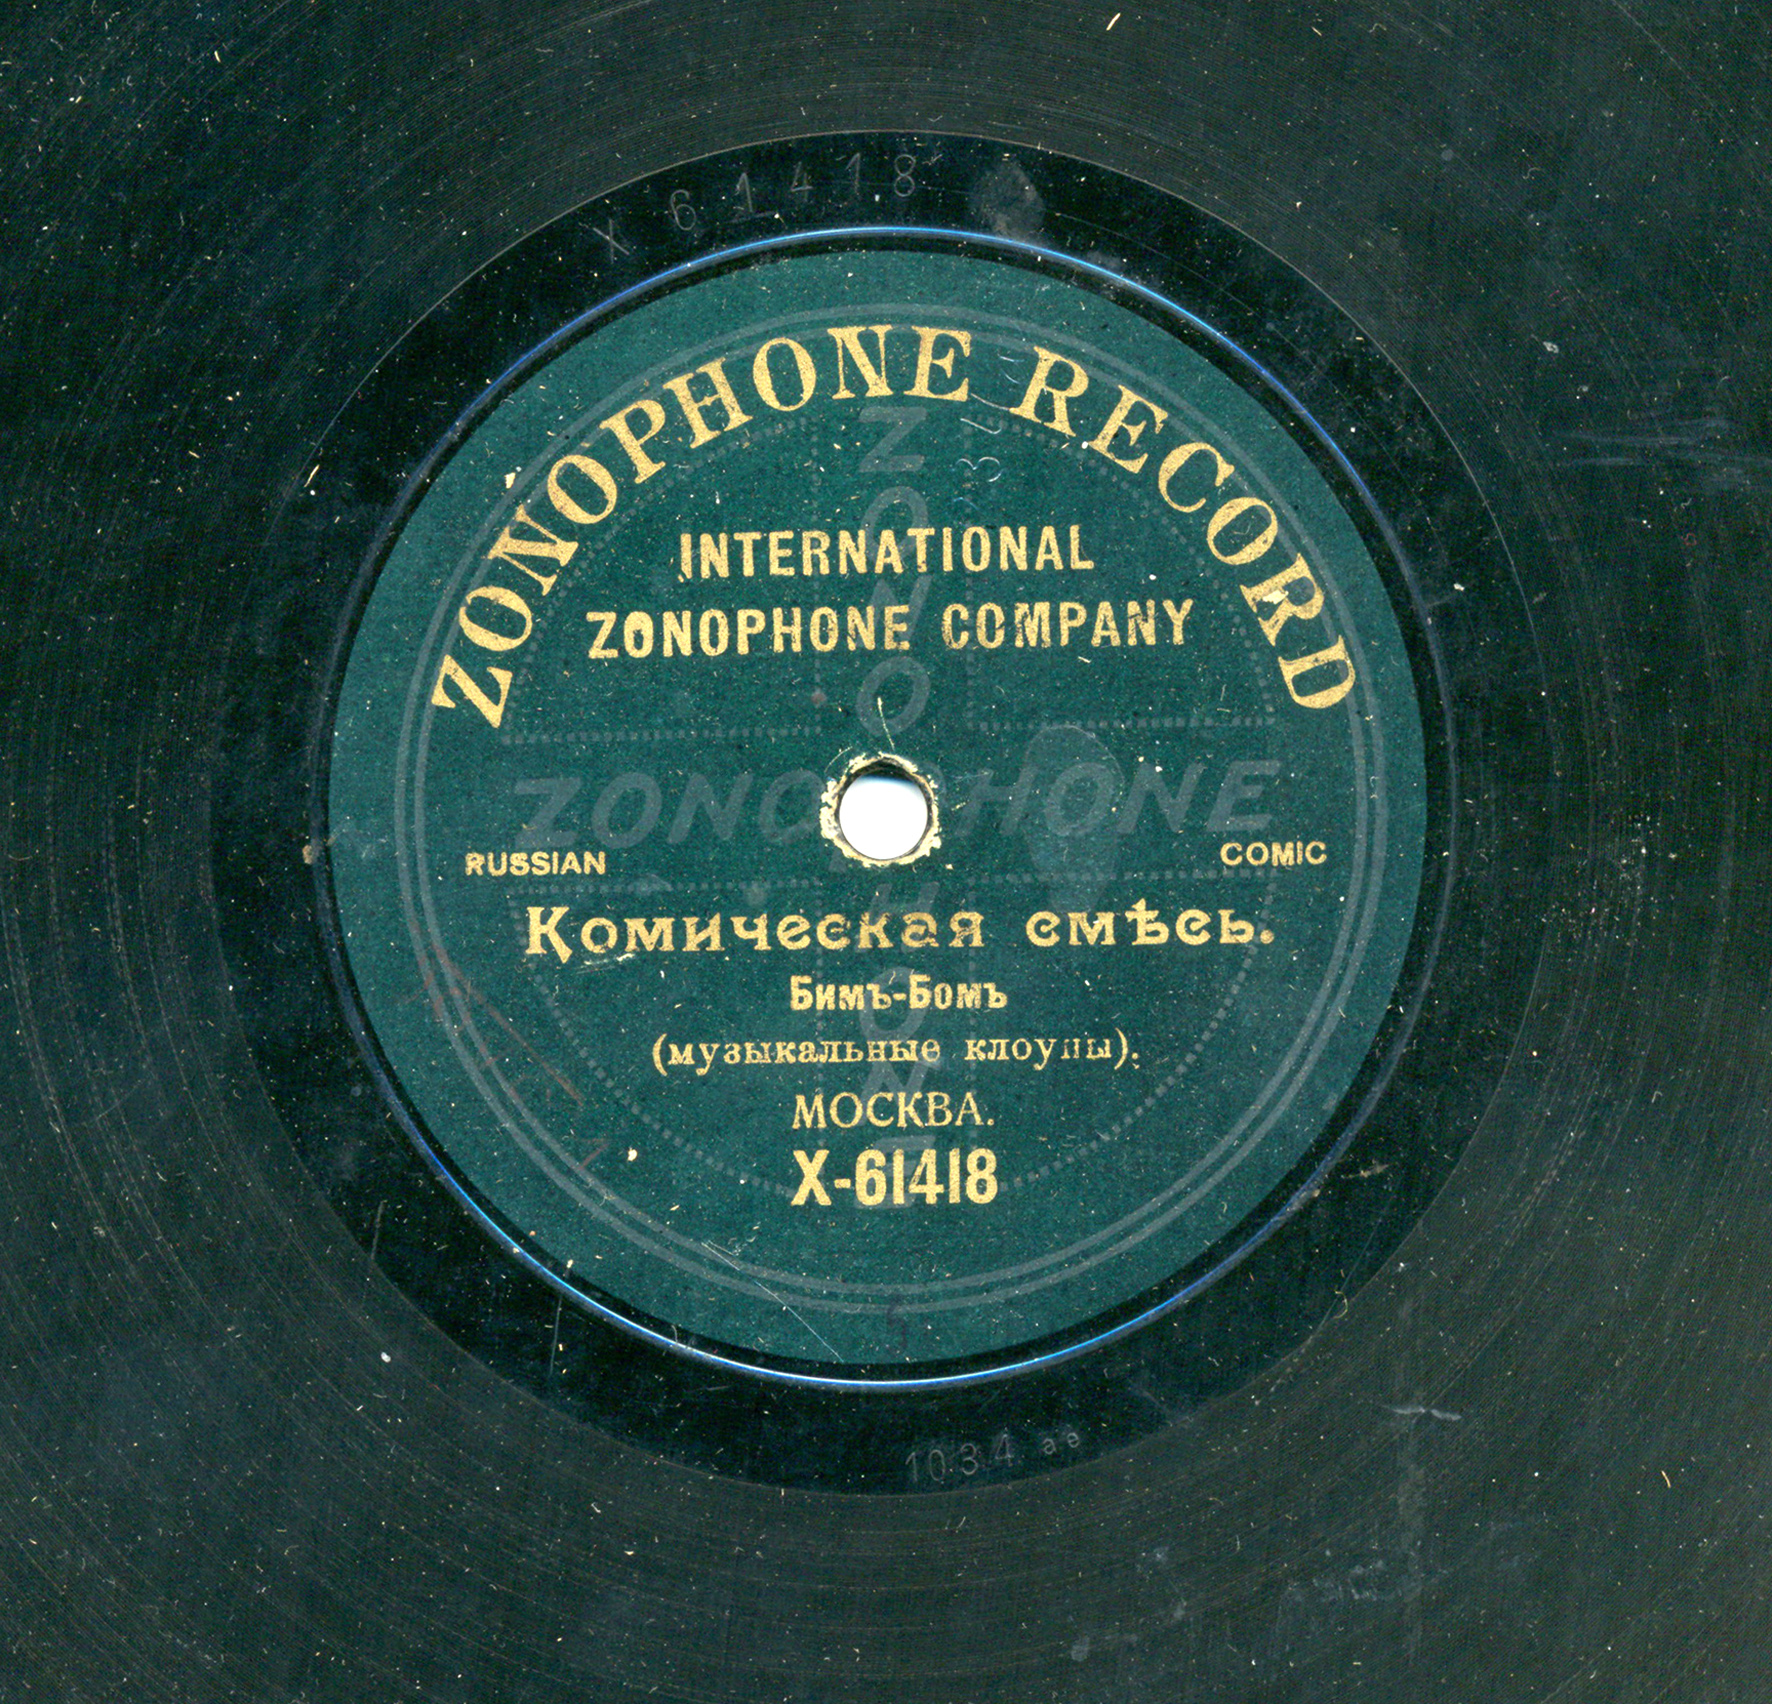 X 61418
ZONOPHONE RECORD
INTERNATIONAL
ZONOPHONE COMPANY
ZONOPHONE
ZONOPHONE
RUSSIAN
COMIC
Комическая смѣсь.
Бимъ-Бомъ
(музыкальные клоуны).
МОСКВА.
X-61418
1034 ae